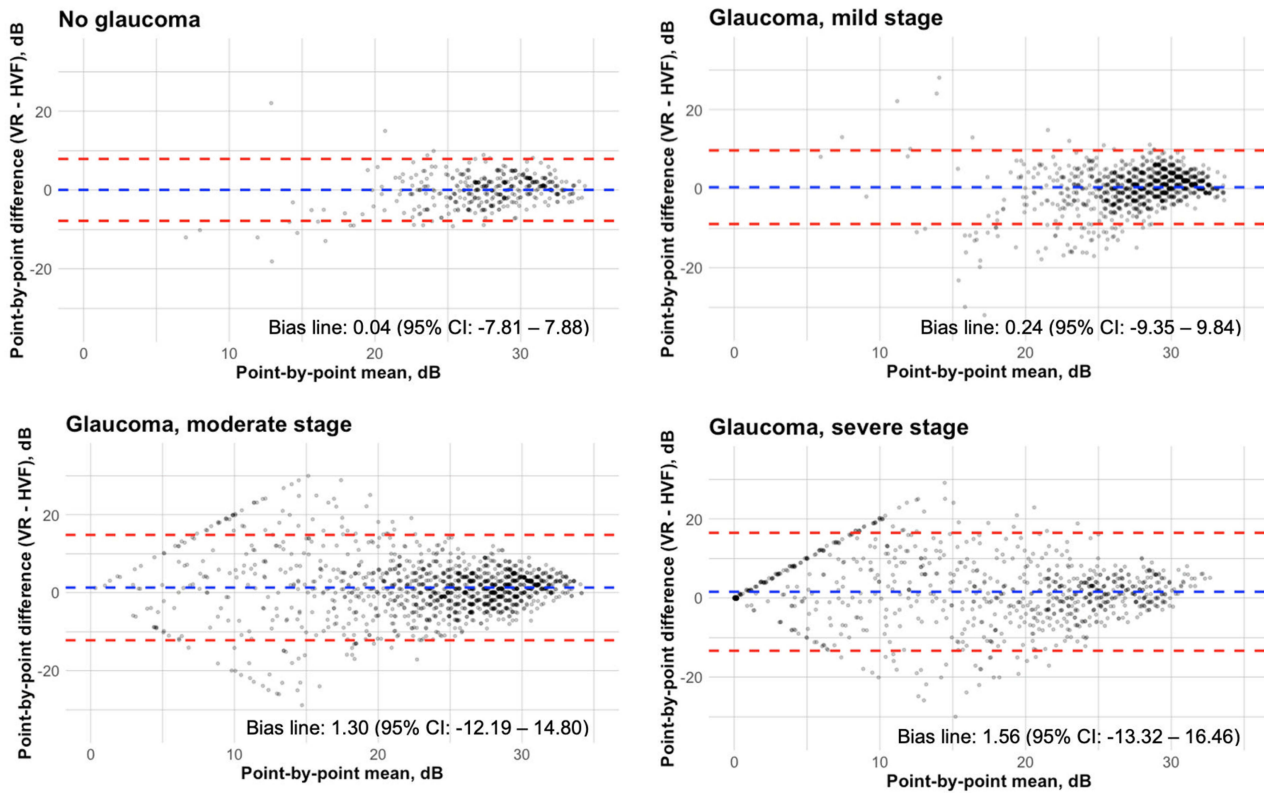 No glaucoma
Point-by-point difference (VR - HVF), dB
20
0
-20
Bias line: 0.04 (95% CI: -7.81 – 7.88)
0
10
20
30
Point-by-point mean, dB
Glaucoma, mild stage
Point-by-point difference (VR - HVF), dB
20
0
-20
Bias line: 0.24 (95% CI: -9.35 – 9.84)
0
10
20
30
Point-by-point mean, dB
Glaucoma, moderate stage
Point-by-point difference (VR - HVF), dB
20
0
-20
Bias line: 1.30 (95% CI: -12.19 – 14.80)
0
10
20
30
Point-by-point mean, dB
Glaucoma, severe stage
Point-by-point difference (VR - HVF), dB
20
0
-20
Bias line: 1.56 (95% CI: -13.32 – 16.46)
0
10
20
30
Point-by-point mean, dB